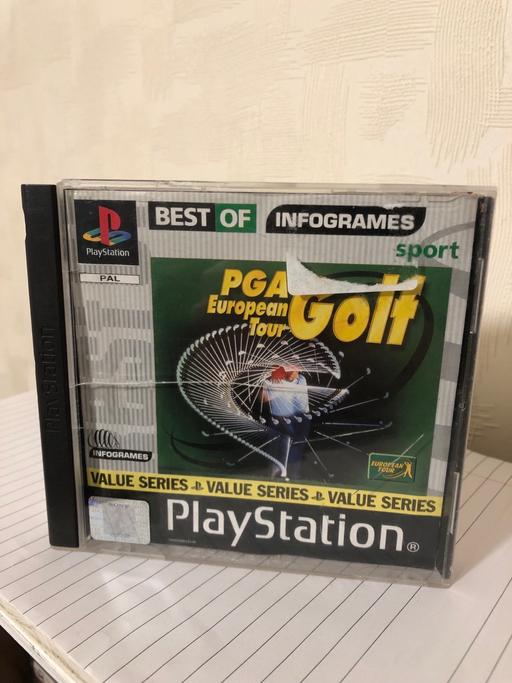 BEST OF INFOGRAMES
PlayStation
sport
PAL
PGA
European
Tour
Golf
BEST
INFOGRAMES
EUROPEAN
TOUR
VALUE SERIES VALUE SERIES VALUE SERIES
PlayStation®
PlayStation